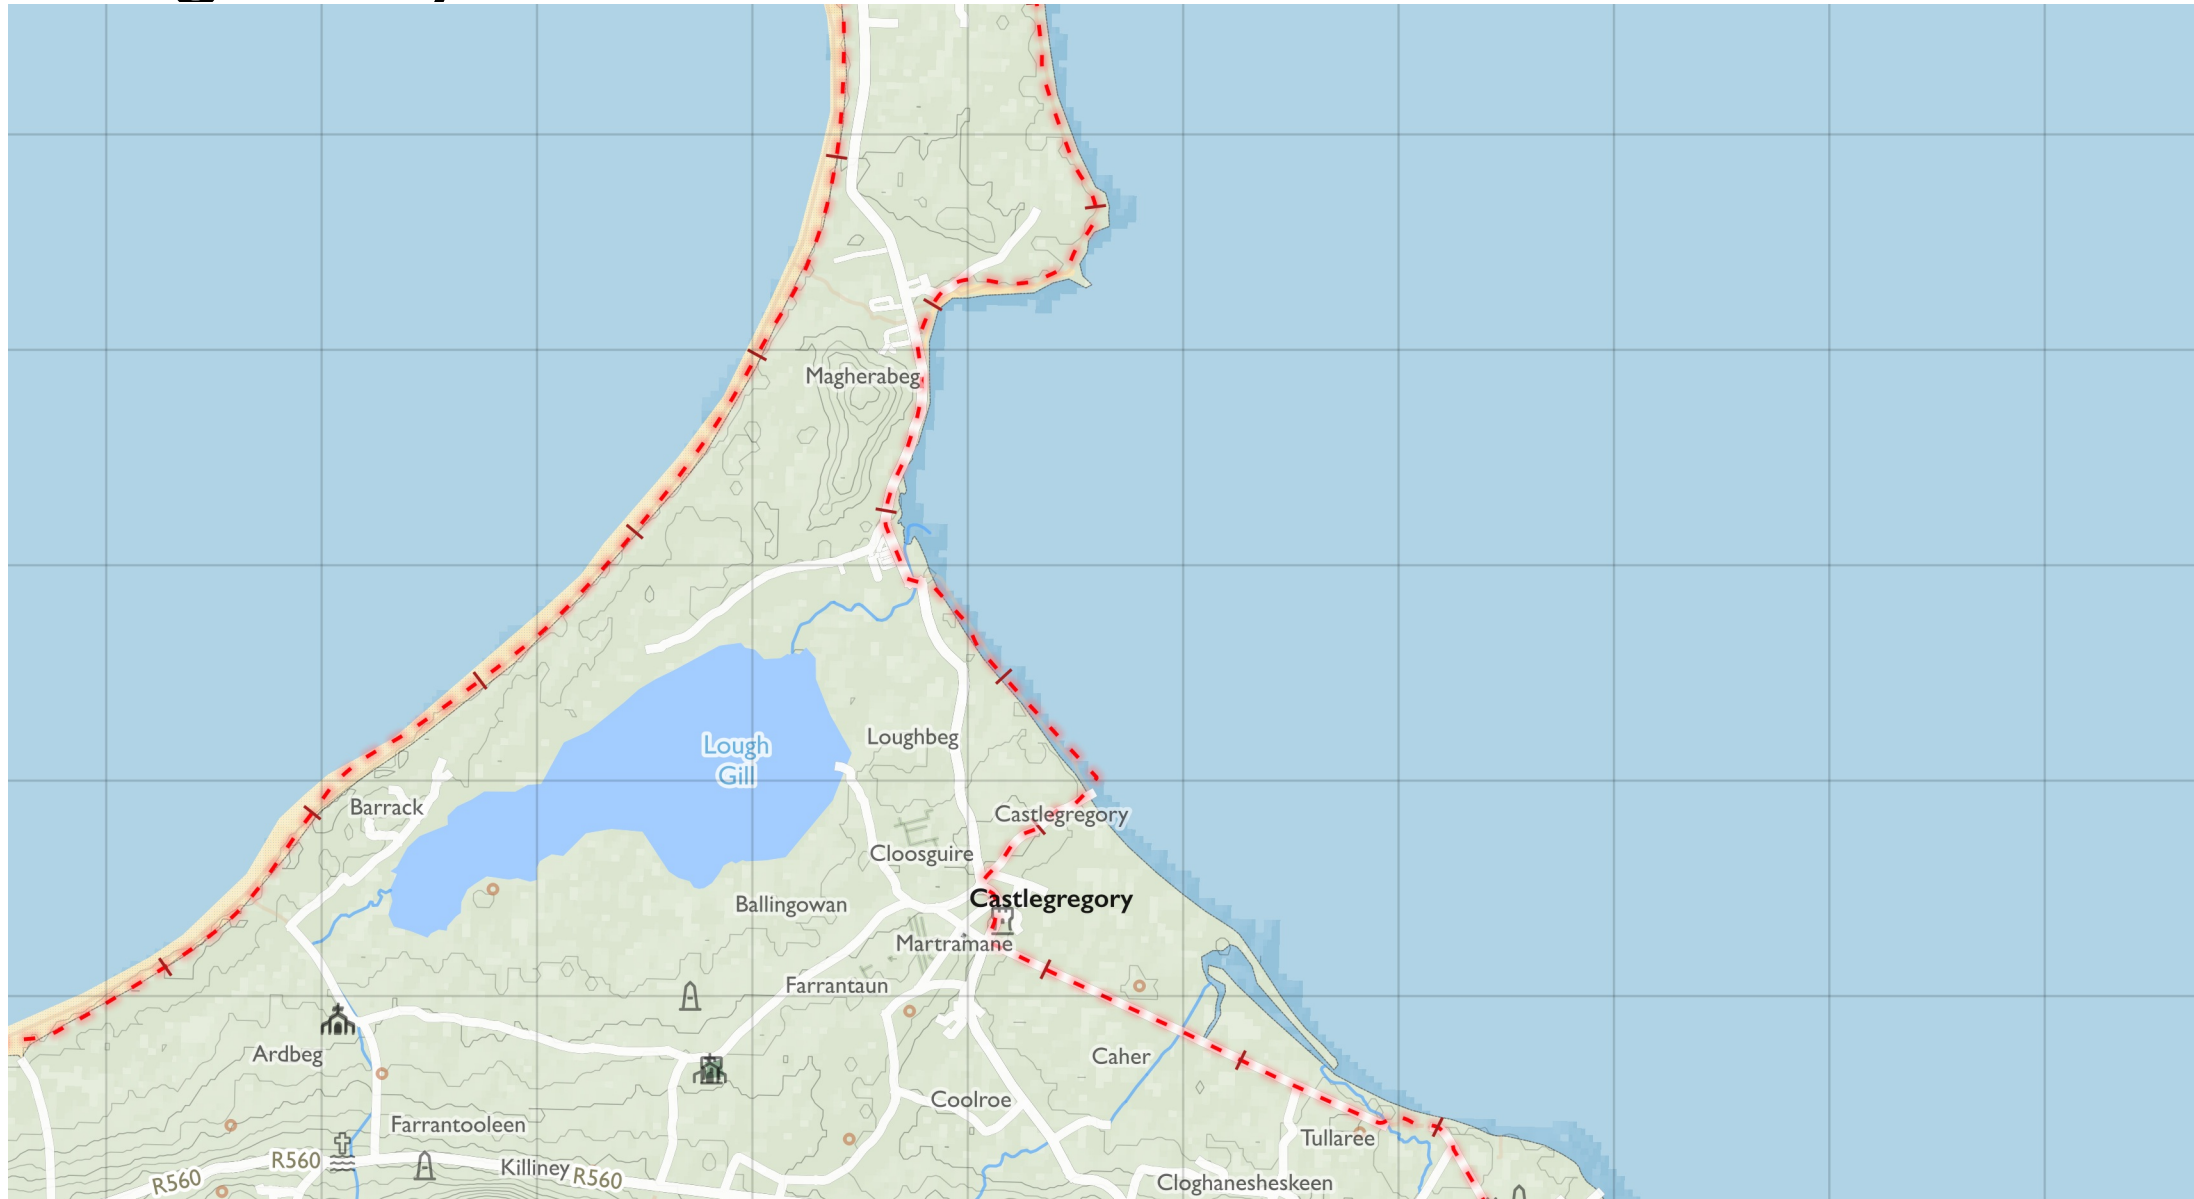 Magherabeg
Lough
Gill
Loughbeg
Barrack
Castlegregory
Cloosguire
Castlegregory
Ballingowan
Martramane
Farrantaun
Ardbeg
Caher
Coolroe
Farrantooleen
Tullaree
R560
Killiney
R560
R560
Cloghanesheskeen